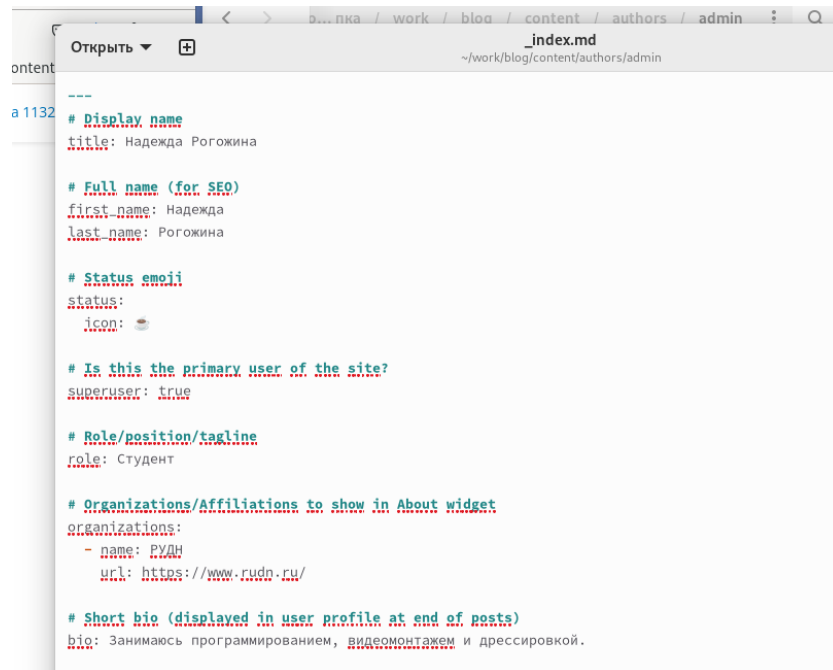 пка / work / blog / content / authors / admin
Открыть
_index.md
~/work/blog/content/authors/admin
ontent
а 1132
---
# Display name
title: Надежда Рогожина
# Full name (for SEO)
first_name: Надежда
last_name: Рогожина
# Status emoji
status:
icon: ☕
# Is this the primary user of the site?
superuser: true
# Role/position/tagline
role: Студент
# Organizations/Affiliations to show in About widget
organizations:
- name: РУДН
url: https://www.rudn.ru/
# Short bio (displayed in user profile at end of posts)
bio: Занимаюсь программированием, видеомонтажем и дрессировкой.